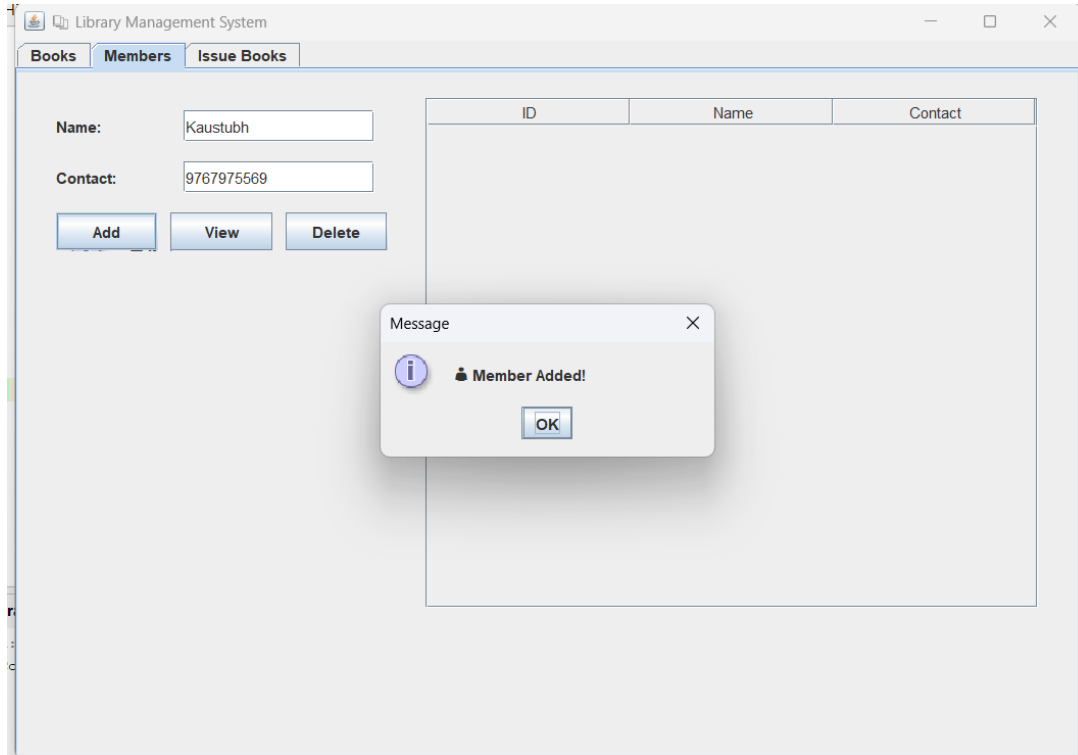 Library Management System
Books Members Issue Books
ID Name Contact
Name: Kaustubh
Contact: 9767975569
Add View Delete
Message
Member Added!
OK